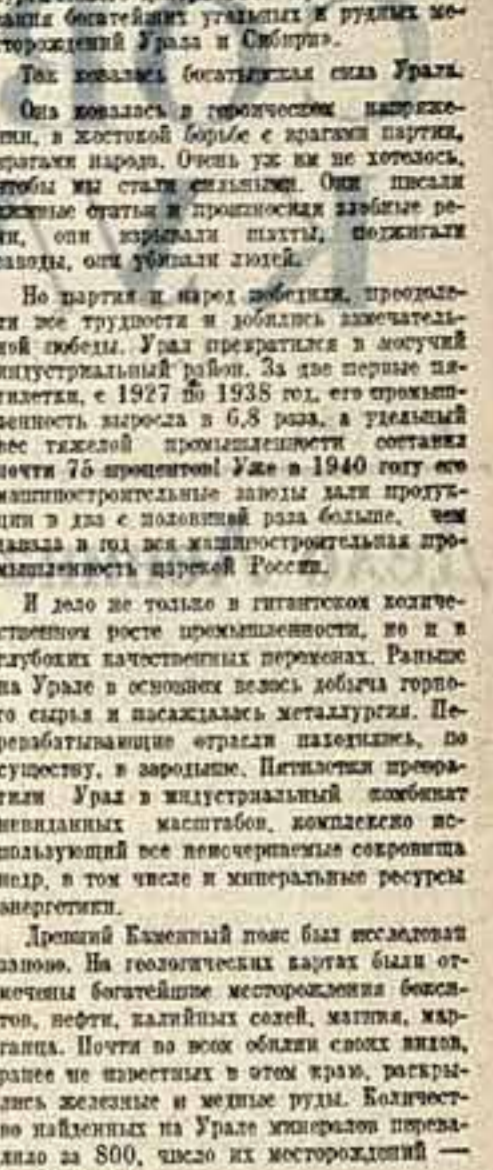 вания богатейших угольных и рудных ме-
сторождений Урала и Сибири».
Так ковалась богатырская сила Урала.
Она ковалась в героическом напряже-
нии, в жестокой борьбе с врагами партии,
врагами народа. Очень уж им не хотелось,
чтобы мы стали сильными. Они писали
статьи и произносили злобные ре-
чи, они взрывали шахты, поджигали
заводы, они убивали людей.
Но партия и народ победили, преодоле-
ли все трудности и добились замечатель-
ной победы. Урал превратился в могучий
индустриальный район. За две первые пя-
тилетки, с 1927 по 1938 год, его промыш-
ленность выросла в 6,8 раза, а удельный
вес тяжелой промышленности составил
почти 75 процентов! Уже в 1940 году его
машиностроительные заводы дали продук-
ции в два с половиной раза больше, чем
давала в год вся машиностроительная про-
мышленность царской России.
И дело не только в гигантском количе-
ственном росте промышленности, но и в
глубоких качественных переменах. Раньше
на Урале в основном велось добыча горно-
го сырья и насаждалась металлургия. Пе-
рерабатывающие отрасли находились, по
существу, в зародыше. Пятилетки превра-
тили Урал в индустриальный комбинат
невиданных масштабов, комплексно ис-
пользующий все неисчерпаемые сокровища
недр, в том числе и минеральные ресурсы
энергетики.
Древний Каменный пояс был исследован
заново. На геологических картах были от-
мечены богатейшие месторождения бокси-
тов, нефти, калийных солей, магния, мар-
ганца. Почти во всем обилии своих видов,
ранее не известных в этом краю, раскры-
лись железные и медные руды. Количест-
во найденных на Урале минералов перева-
лило за 800, число их месторождений —